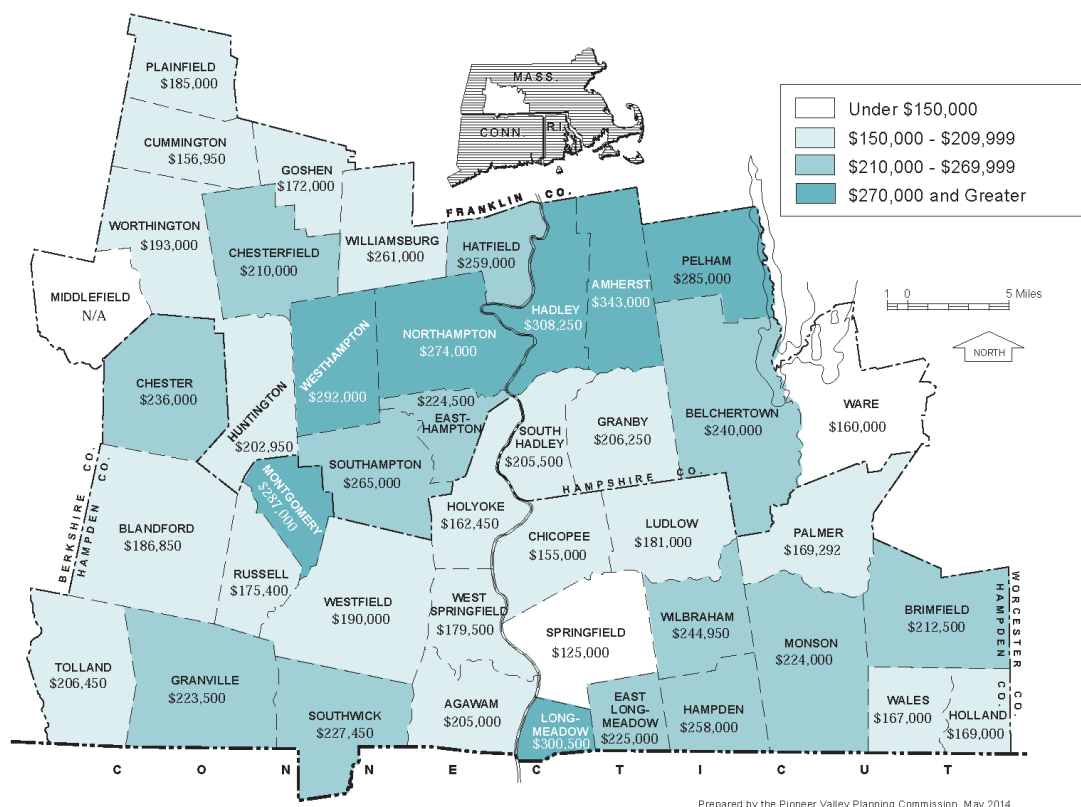 PLAINFIELD
$185,000
CUMMINGTON
$156,950
GOSHEN
$172,000
WORTHINGTON
$193,000
CHESTERFIELD
$210,000
WILLIAMSBURG
$261,000
FRANKLIN CO.
HATFIELD
$259,000
MASS.
CONN.
R.I.
Under $150,000
$150,000 - $209,999
$210,000 - $269,999
$270,000 and Greater
MIDDLEFIELD
N/A
HADLEY
$308,250
AMHERST
$343,000
PELHAM
$285,000
1 0 5 Miles
NORTH
CHESTER
$236,000
HUNTINGTON
$202,950
WESTHAMPTON
$292,000
NORTHAMPTON
$274,000
$224,500
EAST-
HAMPTON
SOUTH
HADLEY
$205,500
GRANBY
$206,250
BELCHERTOWN
$240,000
WARE
$160,000
HAMPSHIRE CO.
MONTGOMERY
$287,000
SOUTHAMPTON
$265,000
BERKSHIRE CO.
HAMPDEN CO.
BLANDFORD
$186,850
RUSSELL
$175,400
HOLYOKE
$162,450
CHICOPEE
$155,000
LUDLOW
$181,000
PALMER
$169,292
WESTFIELD
$190,000
WEST
SPRINGFIELD
$179,500
SPRINGFIELD
$125,000
WILBRAHAM
$244,950
MONSON
$224,000
BRIMFIELD
$212,500
HAMPDEN CO.
WORCESTER CO.
TOLLAND
$206,450
GRANVILLE
$223,500
SOUTHWICK
$227,450
AGAWAM
$205,000
LONG-
MEADOW
$300,500
EAST
LONG-
MEADOW
$225,000
HAMPDEN
$258,000
WALES
$167,000
HOLLAND
$169,000
CONNECTICUT
Prepared by the Pioneer Valley Planning Commission, May 2014